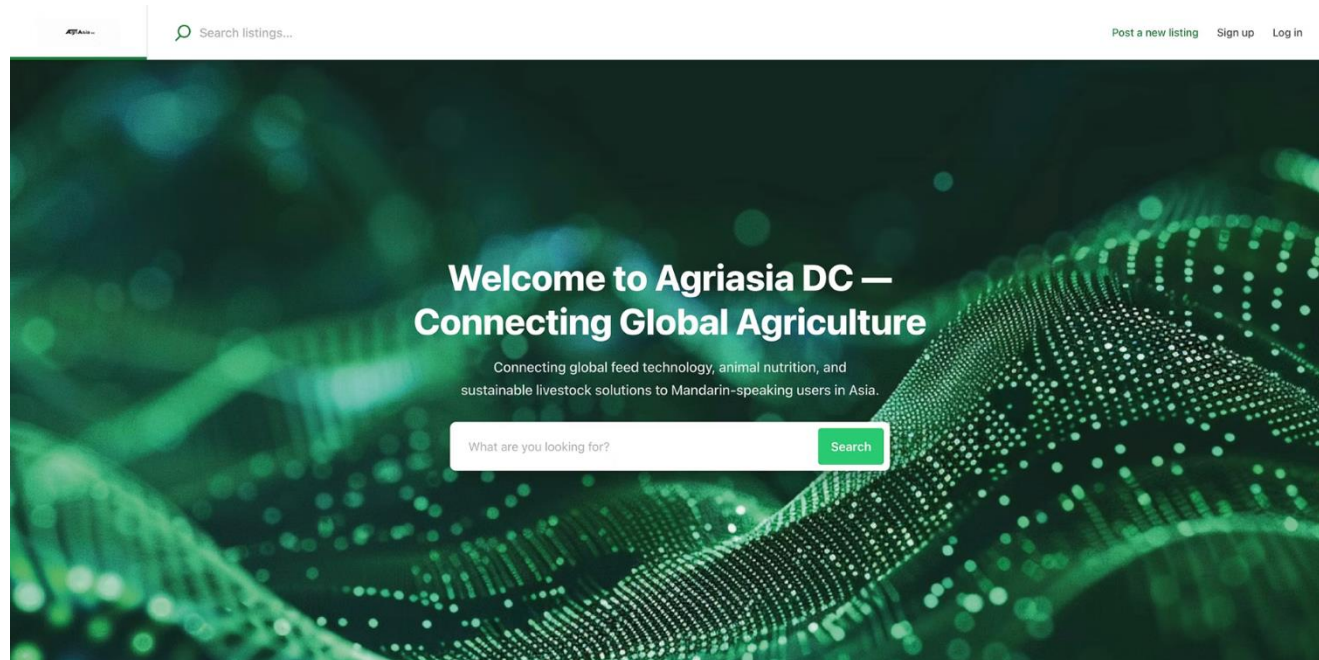 AgriAsia
Search listings...
Post a new listing
Sign up
Log in
Welcome to Agriasia DC —
Connecting Global Agriculture
Connecting global feed technology, animal nutrition, and
sustainable livestock solutions to Mandarin-speaking users in Asia.
What are you looking for?
Search